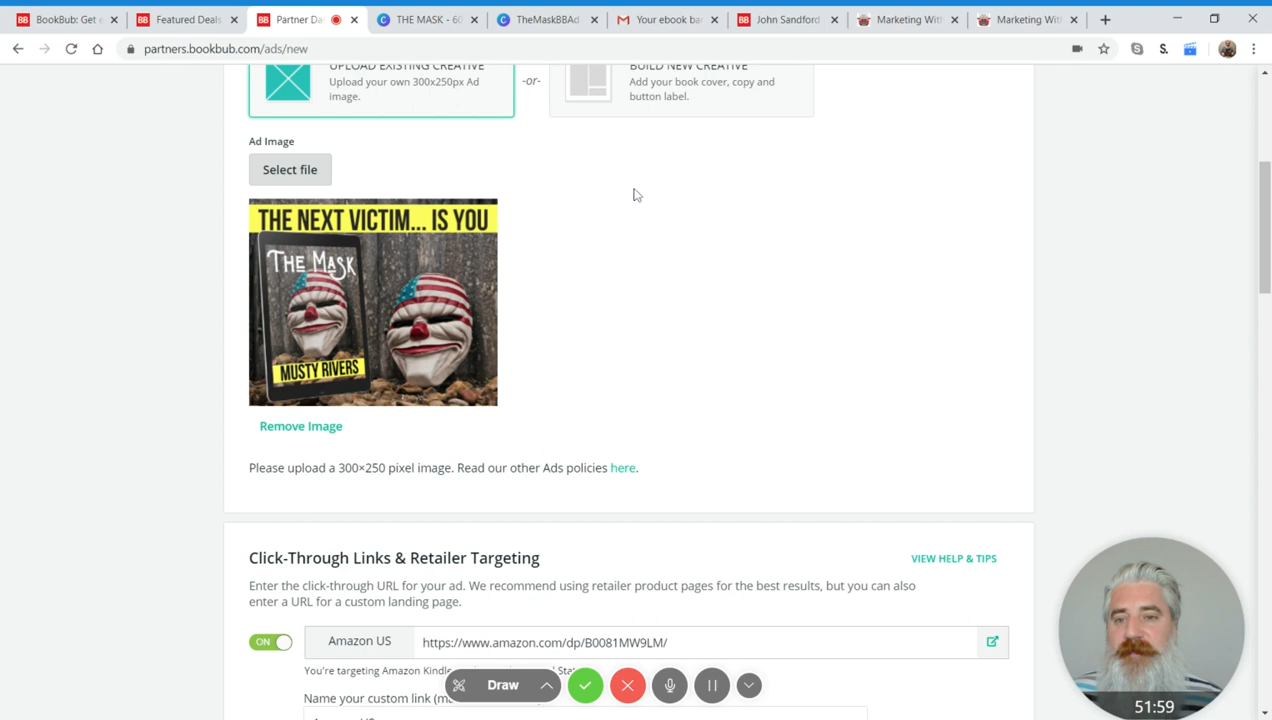 BookBub: Get e
Featured Deals
Partner Da
THE MASK - 60
TheMaskBBAd
Your ebook ba
John Sandford
Marketing Wit
Marketing Wit
partners.bookbub.com/ads/new
UPLOAD EXISTING CREATIVE
Upload your own 300x250px Ad
image.
-or-
BUILD NEW CREATIVE
Add your book cover, copy and
button label.
Ad Image
Select file
THE NEXT VICTIM... IS YOU
THE MASK
MUSTY RIVERS
Remove Image
Please upload a 300×250 pixel image. Read our other Ads policies here.
Click-Through Links & Retailer Targeting
VIEW HELP & TIPS
Enter the click-through URL for your ad. We recommend using retailer product pages for the best results, but you can also
enter a URL for a custom landing page.
ON
Amazon US
https://www.amazon.com/dp/B0081MW9LM/
You're targeting Amazon Kindle
Name your custom link
Draw
51:59